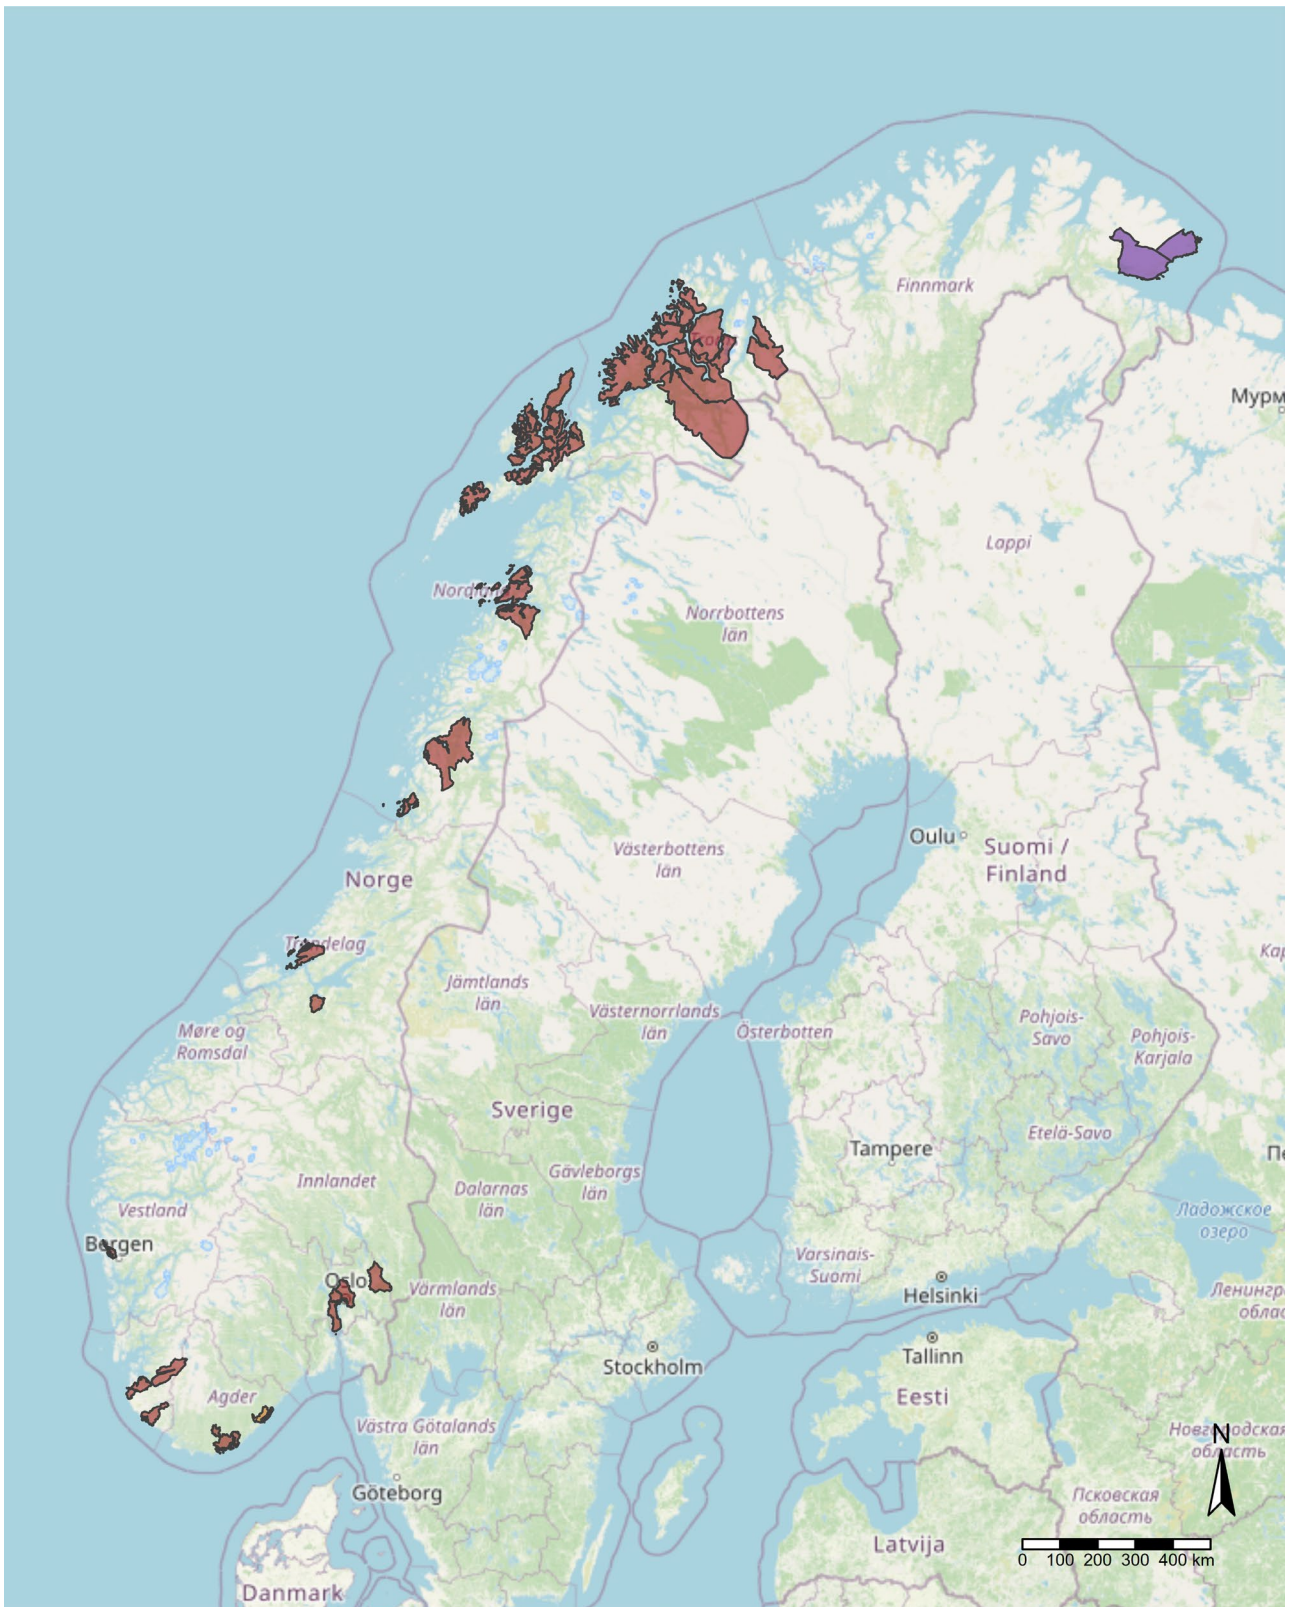 Finnmark
Troms
Мурм
Lappi
Nordland
Norrbottens
län
Oulu
Suomi /
Finland
Västerbottens
län
Norge
Trøndelag
Jämtlands
län
Västernorrlands
län
Österbotten
Pohjois-
Savo
Pohjois-
Karjala
Møre og
Romsdal
Sverige
Etelä-Savo
Tampere
Gävleborgs
län
Innlandet
Dalarnas
län
Vestland
Bergen
Ладожское
озеро
Varsinais-
Suomi
Oslo
Värmlands
län
Helsinki
Ленингр
облас
Tallinn
Stockholm
Agder
Eesti
Västra Götalands
län
Новгородская
область
N
Göteborg
Псковская
область
Latvija
0 100 200 300 400 km
Danmark